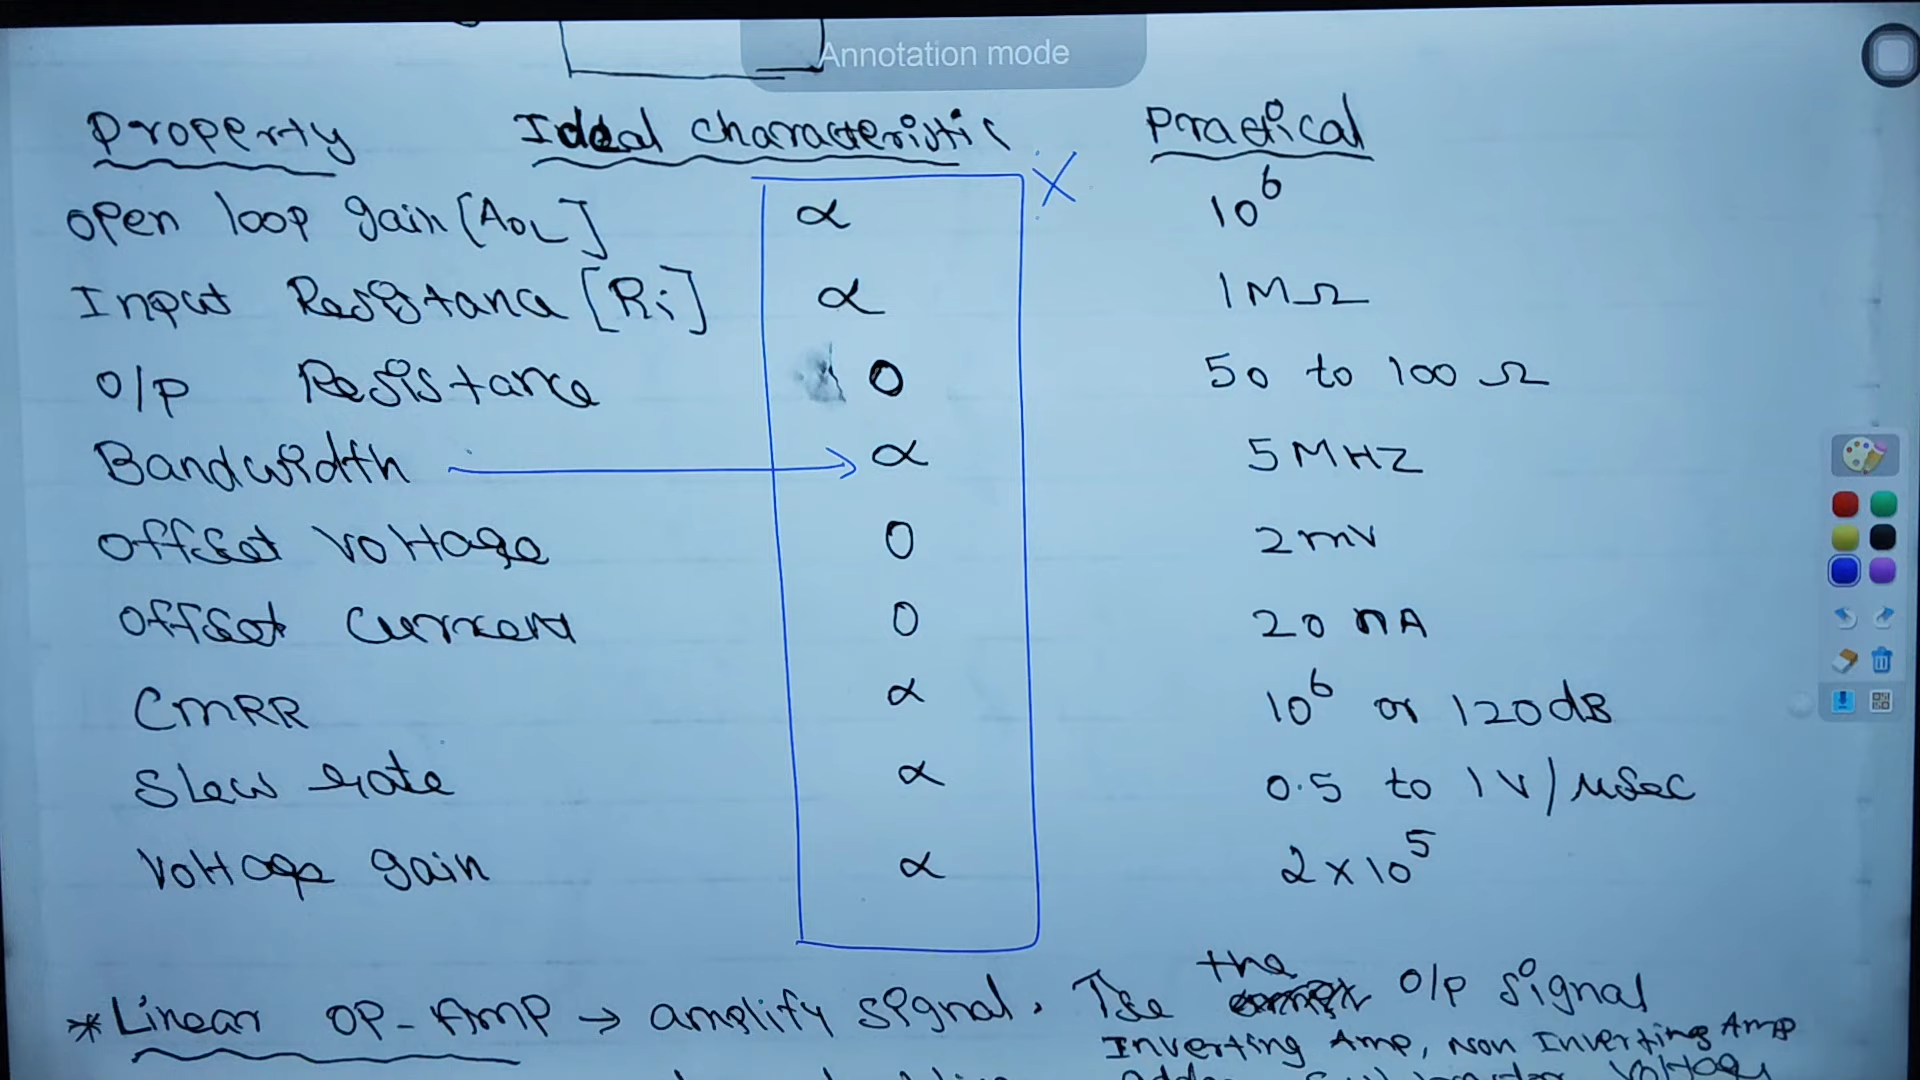 Annotation mode
Property Ideal characteristic Practical
X
open loop gain [AOL] α 10^6
Input Resistance [Ri] α 1MΩ
O/P Resistance 0 50 to 100 Ω
Bandwidth → α 5MHZ
offset voltage 0 2mv
offset current 0 20 nA
CMRR α 10^6 or 120dB
Slew rate α 0.5 to 1V/μsec
Voltage gain α 2 x 10^5
* Linear OP-AMP → amplify signal. The the O/P signal
Inverting Amp, Non Inverting Amp
voltage